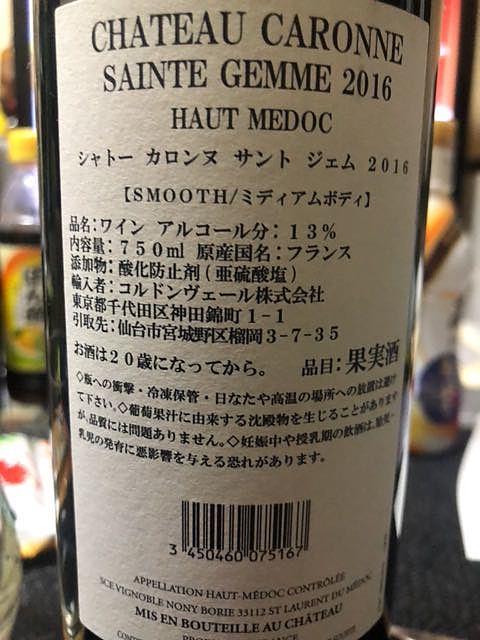 CHATEAU CARONNE
SAINTE GEMME 2016
HAUT MEDOC
シャトー カロンヌ サント ジェム 2016
【SMOOTH/ミディアムボディ】
品名:ワイン アルコール分:13%
内容量:750ml 原産国名:フランス
添加物:酸化防止剤(亜硫酸塩)
輸入者:コルドンヴェール株式会社
東京都千代田区神田錦町1-1
引取先:仙台市宮城野区榴岡3-7-35
お酒は20歳になってから。 品目:果実酒
◇瓶への衝撃・冷凍保管・日なたや高温の場所への放置は避け
て下さい。◇葡萄果汁に由来する沈殿物を生じることがあります
が、品質には問題ありません。◇妊娠中や授乳期の飲酒は、胎児・
乳児の発育に悪影響を与える恐れがあります。
3 450460 075167
APPELLATION HAUT-MÉDOC CONTRÔLÉE
SCE VIGNOBLE NONY BORIE 33112 ST LAURENT DU MÉDOC
MIS EN BOUTEILLE AU CHÂTEAU